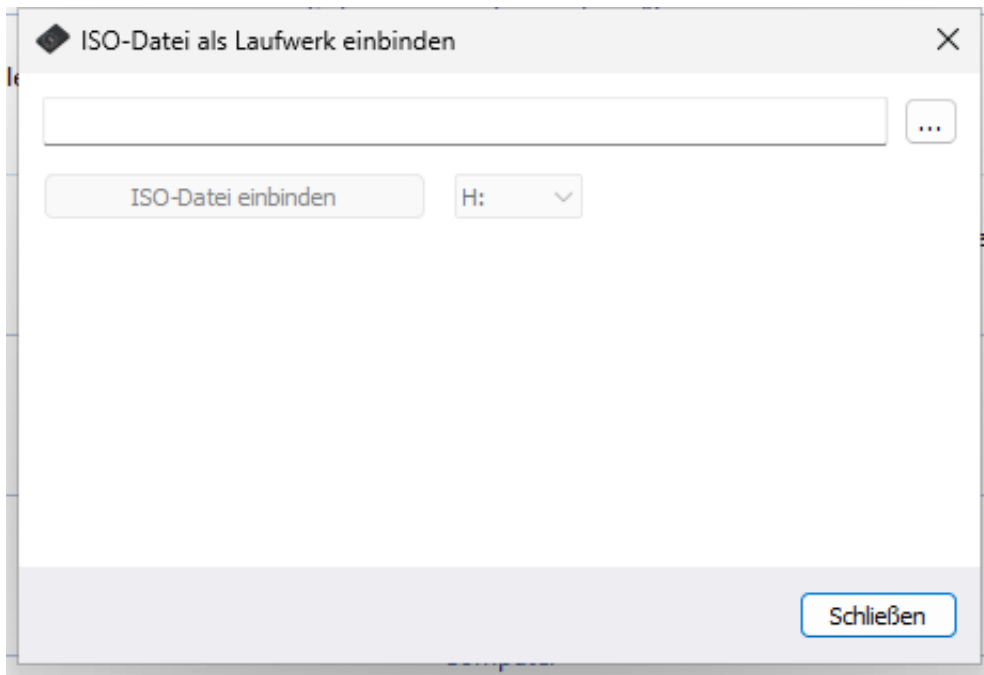 ISO-Datei als Laufwerk einbinden
...
ISO-Datei einbinden
H:
Schließen